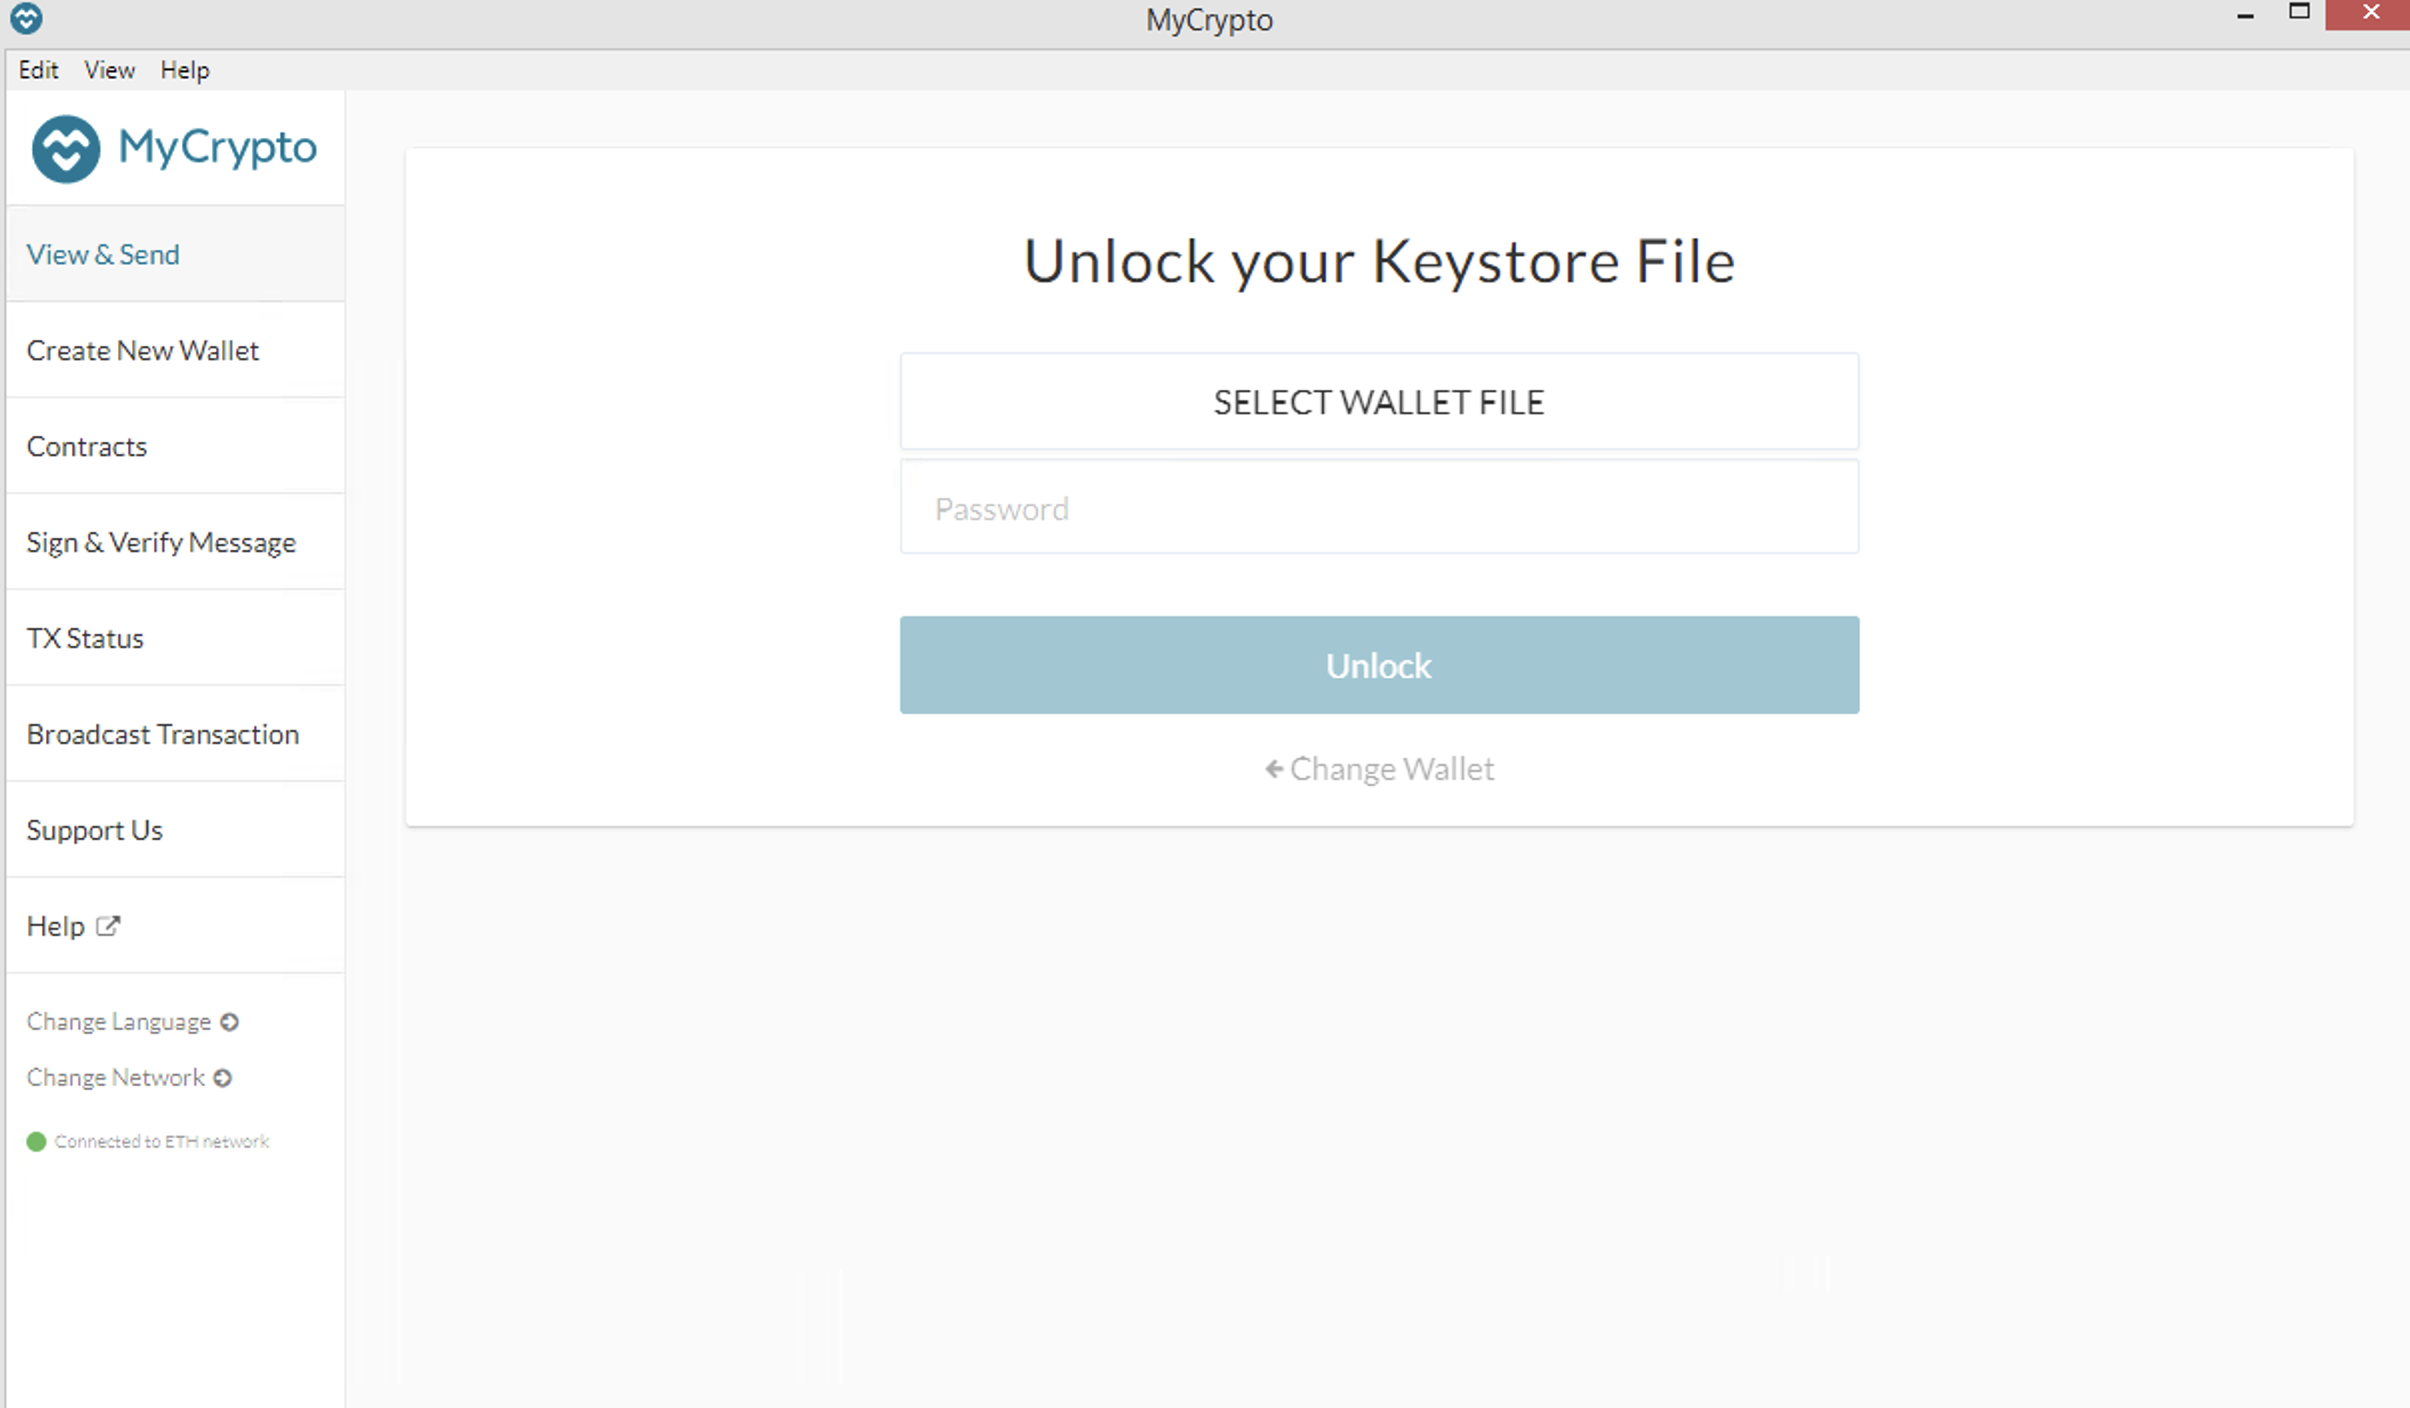 MyCrypto
Edit View Help
MyCrypto
View & Send
Create New Wallet
Contracts
Sign & Verify Message
TX Status
Broadcast Transaction
Support Us
Help
Change Language
Change Network
Connected to ETH network
Unlock your Keystore File
SELECT WALLET FILE
Password
Unlock
Change Wallet